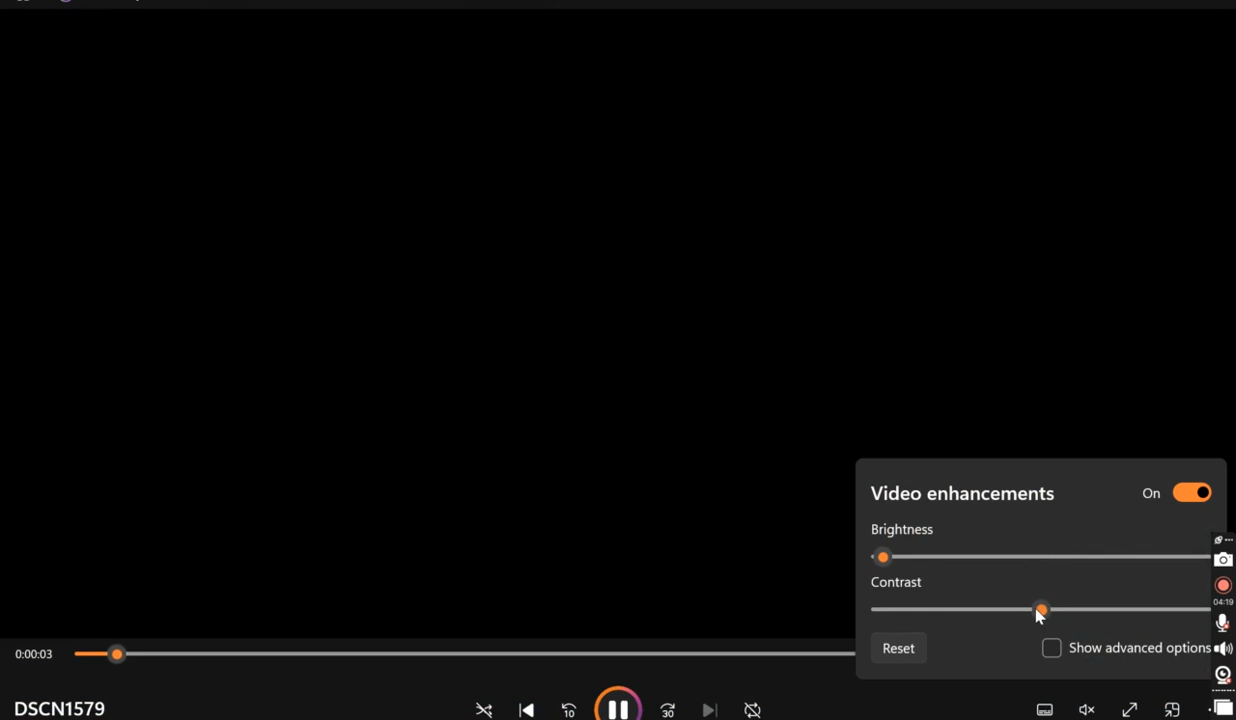 Video enhancements
On
Brightness
Contrast
04:19
Reset
Show advanced options
0:00:03
DSCN1579
10
30